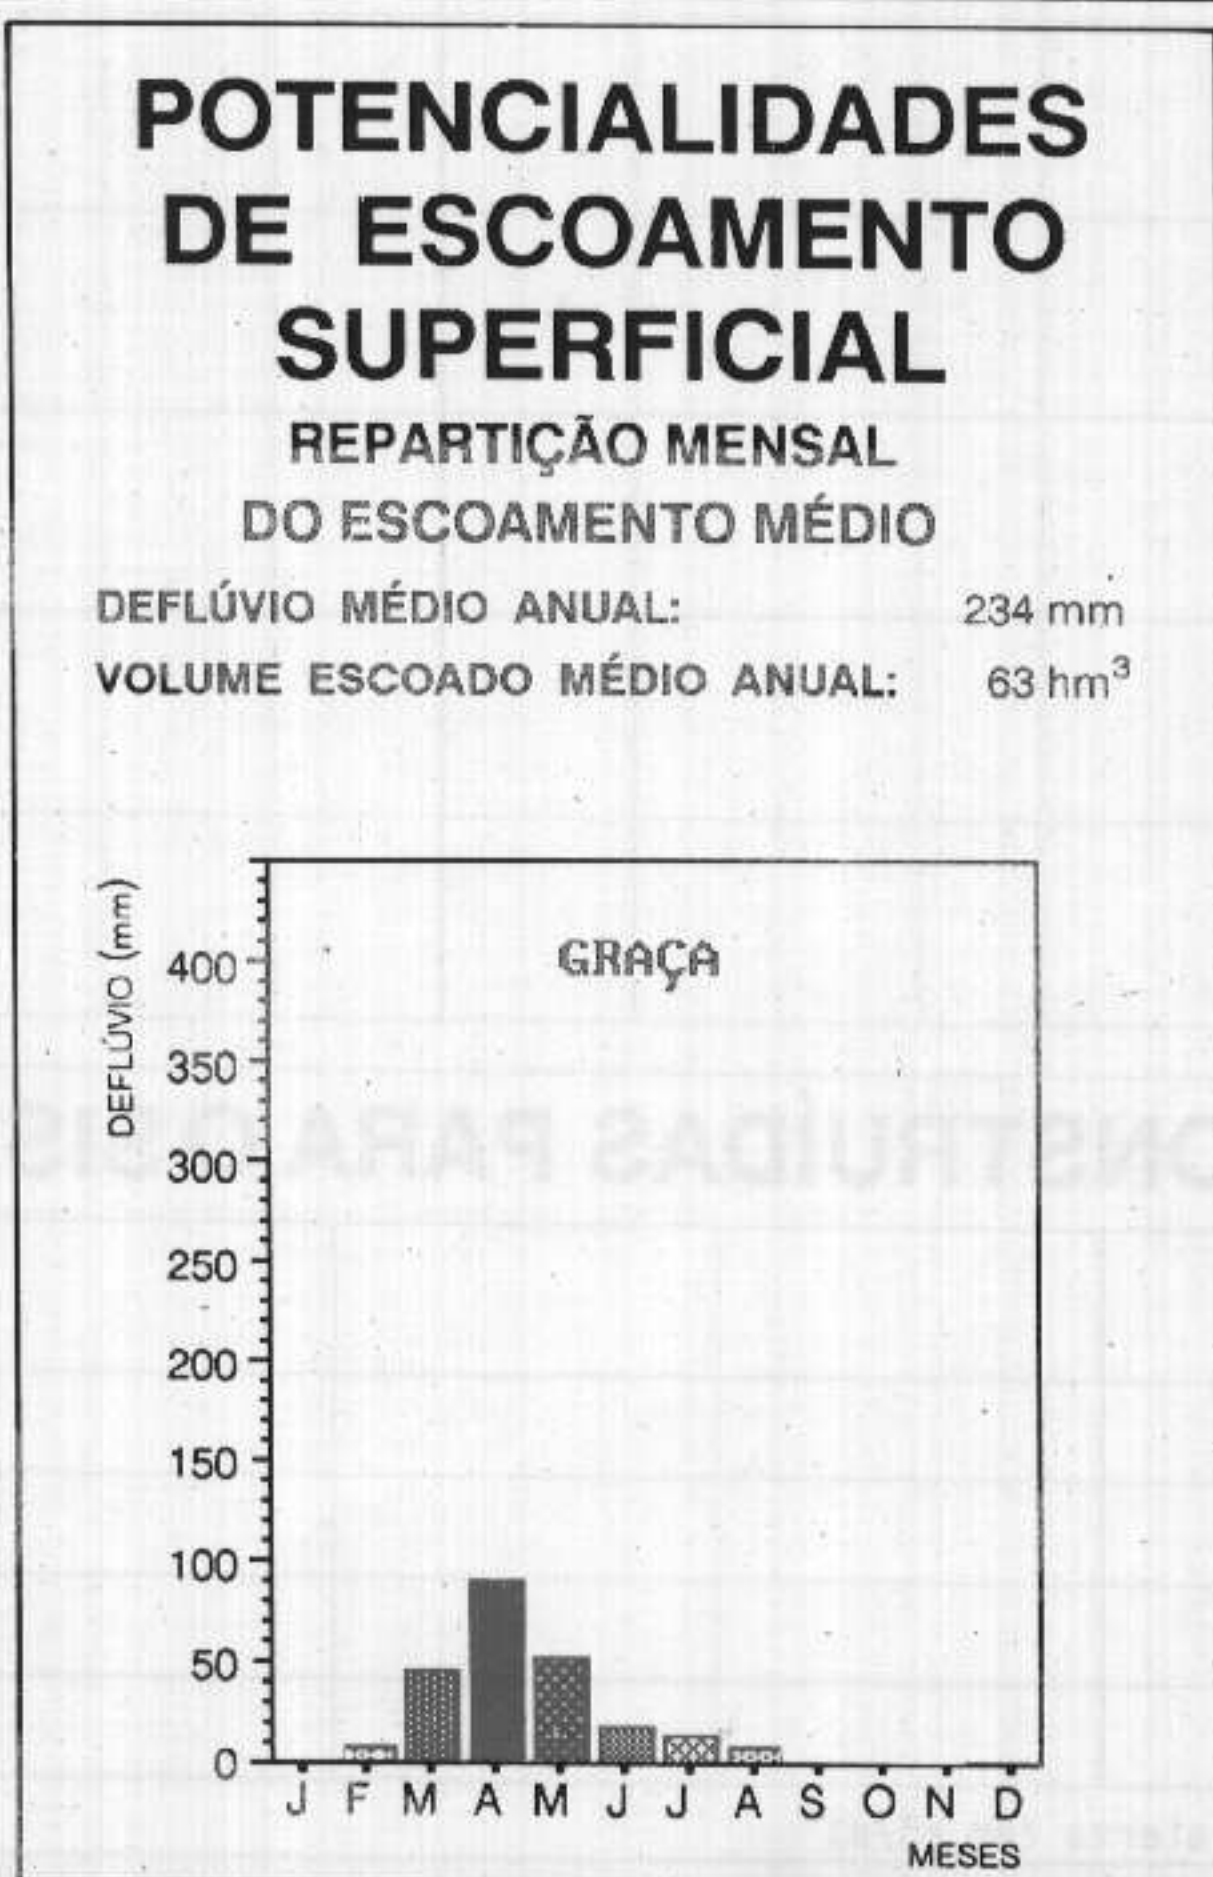 POTENCIALIDADES
DE ESCOAMENTO
SUPERFICIAL
REPARTIÇÃO MENSAL
DO ESCOAMENTO MÉDIO
DEFLÚVIO MÉDIO ANUAL: 234 mm
VOLUME ESCOADO MÉDIO ANUAL: 63 hm³
GRAÇA
DEFLÚVIO (mm)
400
350
300
250
200
150
100
50
0
J F M A M J J A S O N D
MESES